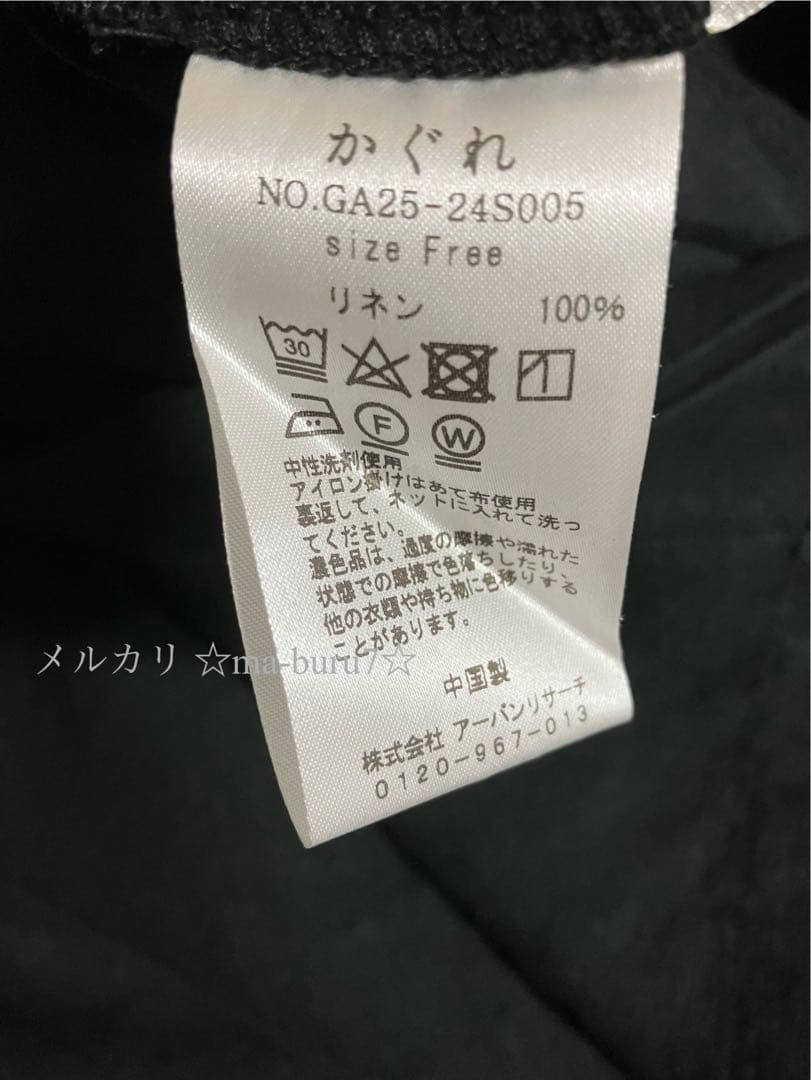 かぐれ
NO.GA25-24S005
size Free
リネン 100%
30
F W
中性洗剤使用
アイロン掛けはあて布使用
裏返して、ネットに入れて洗っ
てください。
濃色品は、過度の摩擦や濡れた
状態での摩擦で色落ちしたり、
他の衣類や持ち物に色移りする
ことがあります。
メルカリ ☆ma-buru7☆
中国製
株式会社 アーバンリサーチ
0120-967-013